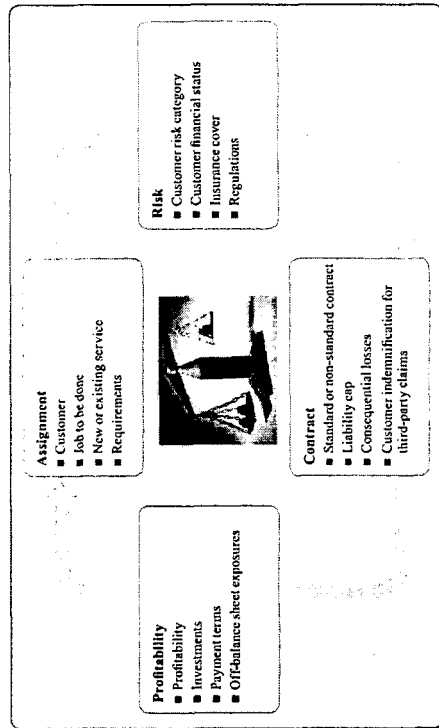 Assignment
■ Customer
■ Job to be done
■ New or existing service
■ Requirements
Profitability
■ Profitability
■ Investments
■ Payment terms
■ Off-balance sheet exposures
Risk
■ Customer risk category
■ Customer financial status
■ Insurance cover
■ Regulations
Contract
■ Standard or non-standard contract
■ Liability cap
■ Consequential losses
■ Customer indemnification for
third-party claims